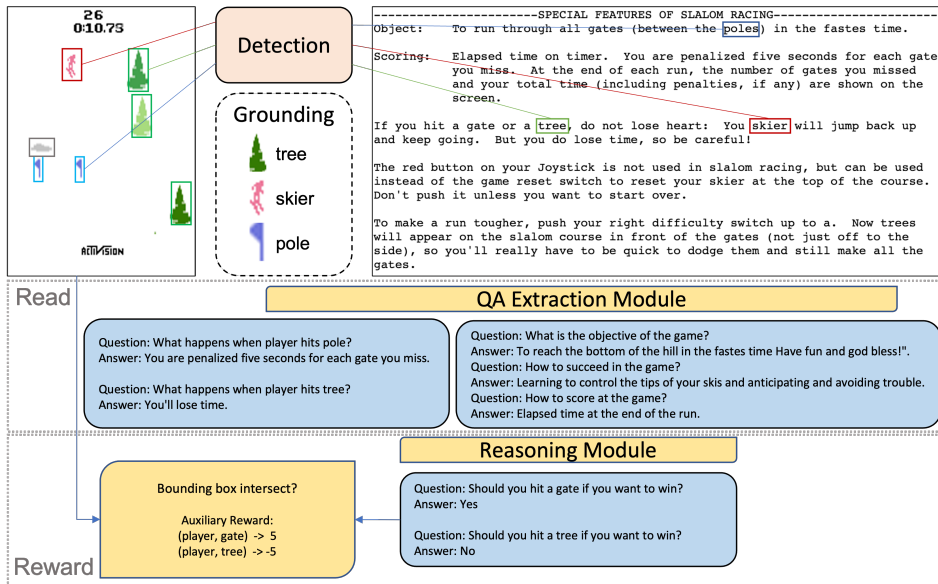 26
0:10.73
ACTIVISION
Detection
Grounding
tree
skier
pole
SPECIAL FEATURES OF SLALOM RACING
Object: To run through all gates (between the poles) in the fastes time.
Scoring: Elapsed time on timer. You are penalized five seconds for each gate
you miss. At the end of each run, the number of gates you missed
and your total time (including penalties, if any) are shown on the
screen.
If you hit a gate or a tree, do not lose heart: You skier will jump back up
and keep going. But you do lose time, so be careful!
The red button on your Joystick is not used in slalom racing, but can be used
instead of the game reset switch to reset your skier at the top of the course.
Don't push it unless you want to start over.
To make a run tougher, push your right difficulty switch up to a. Now trees
will appear on the slalom course in front of the gates (not just off to the
side), so you'll really have to be quick to dodge them and still make all the
gates.
Read
QA Extraction Module
Question: What happens when player hits pole?
Answer: You are penalized five seconds for each gate you miss.
Question: What happens when player hits tree?
Answer: You'll lose time.
Question: What is the objective of the game?
Answer: To reach the bottom of the hill in the fastes time Have fun and god bless!".
Question: How to succeed in the game?
Answer: Learning to control the tips of your skis and anticipating and avoiding trouble.
Question: How to score at the game?
Answer: Elapsed time at the end of the run.
Reasoning Module
Bounding box intersect?
Auxiliary Reward:
(player, gate) -> 5
(player, tree) -> -5
Question: Should you hit a gate if you want to win?
Answer: Yes
Question: Should you hit a tree if you want to win?
Answer: No
Reward